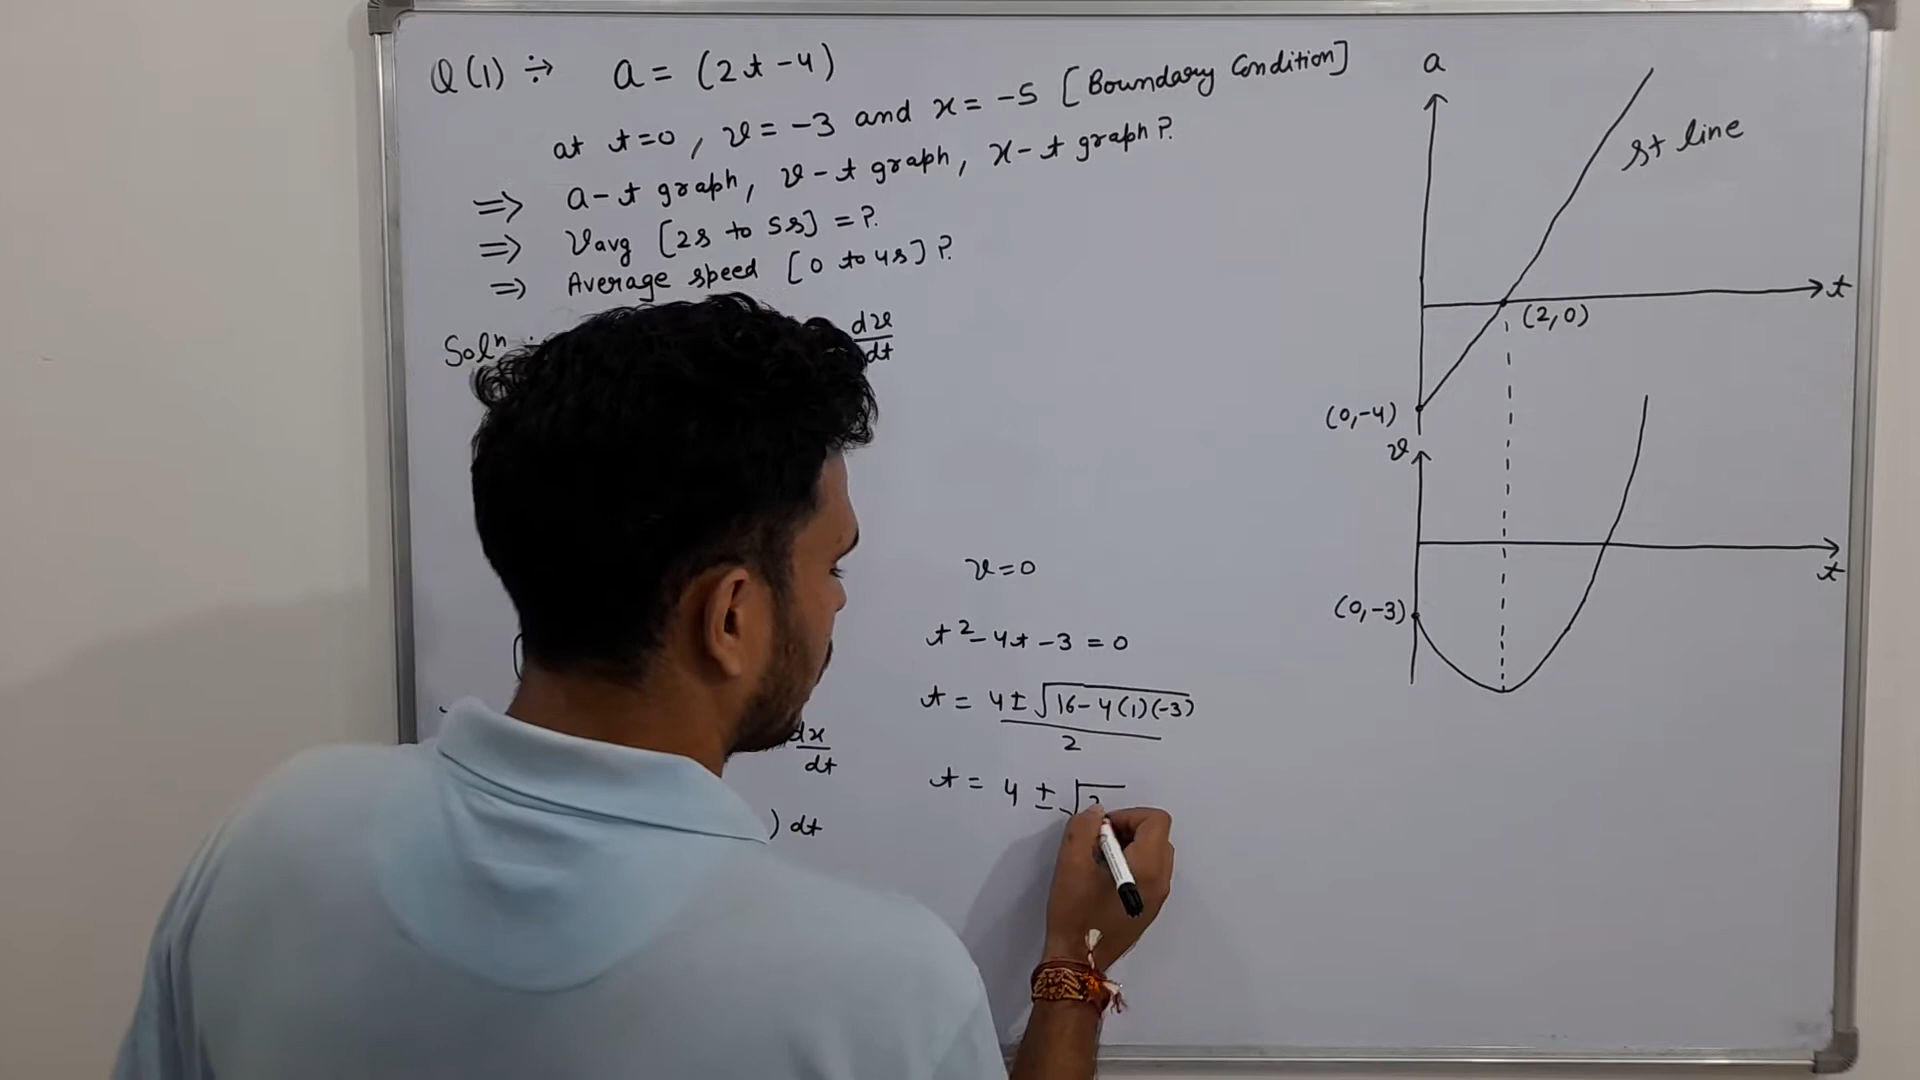 Q(1) ÷→ a = (2t-4)
at t=0, v = -3 and x = -5 [Boundary Condition]
⇒ a-t graph, v-t graph, x-t graph?
⇒ Vavg [2s to 5s] = ?
⇒ Average speed [0 to 4s]?
Solⁿ
dv
dt
v=0
t²-4t-3=0
t = 4±√16-4(1)(-3)
2
t = 4 ±√
dx
dt
) dt
a
st line
t
(2,0)
(0,-4)
v
t
(0,-3)